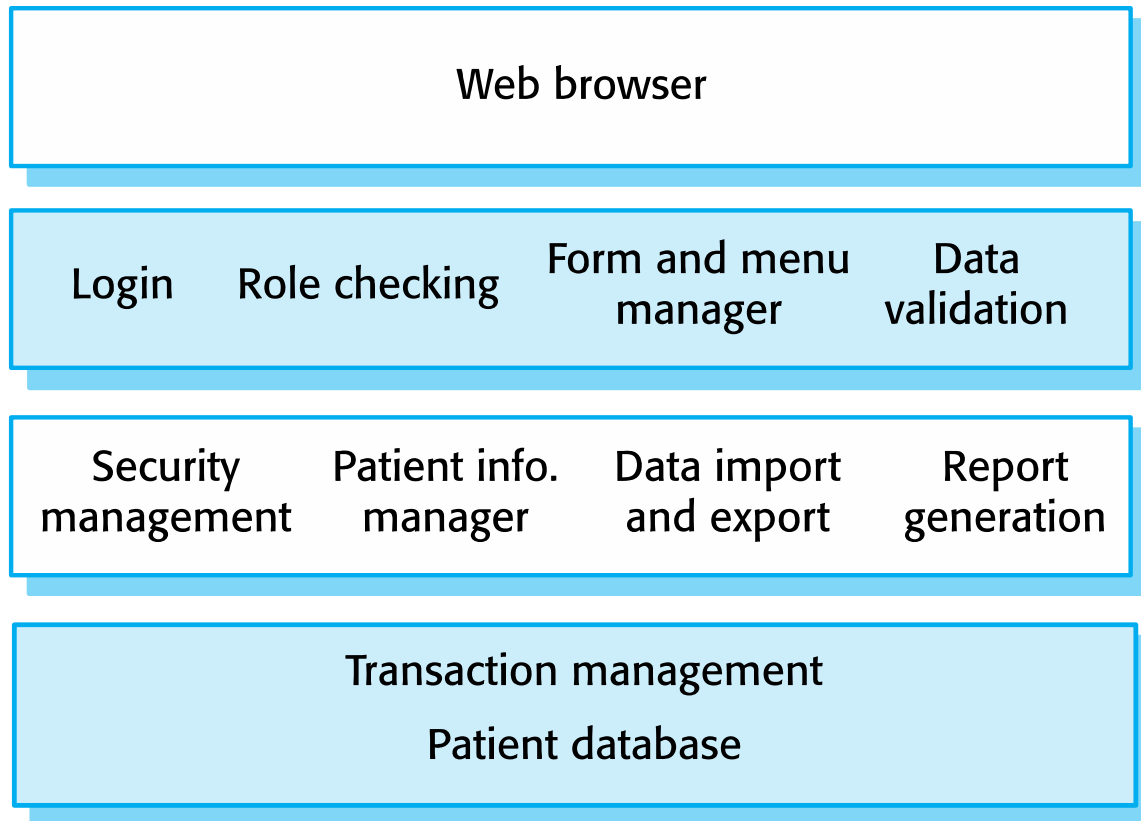 Web browser
Login
Role checking
Form and menu
manager
Data
validation
Security
management
Patient info.
manager
Data import
and export
Report
generation
Transaction management
Patient database